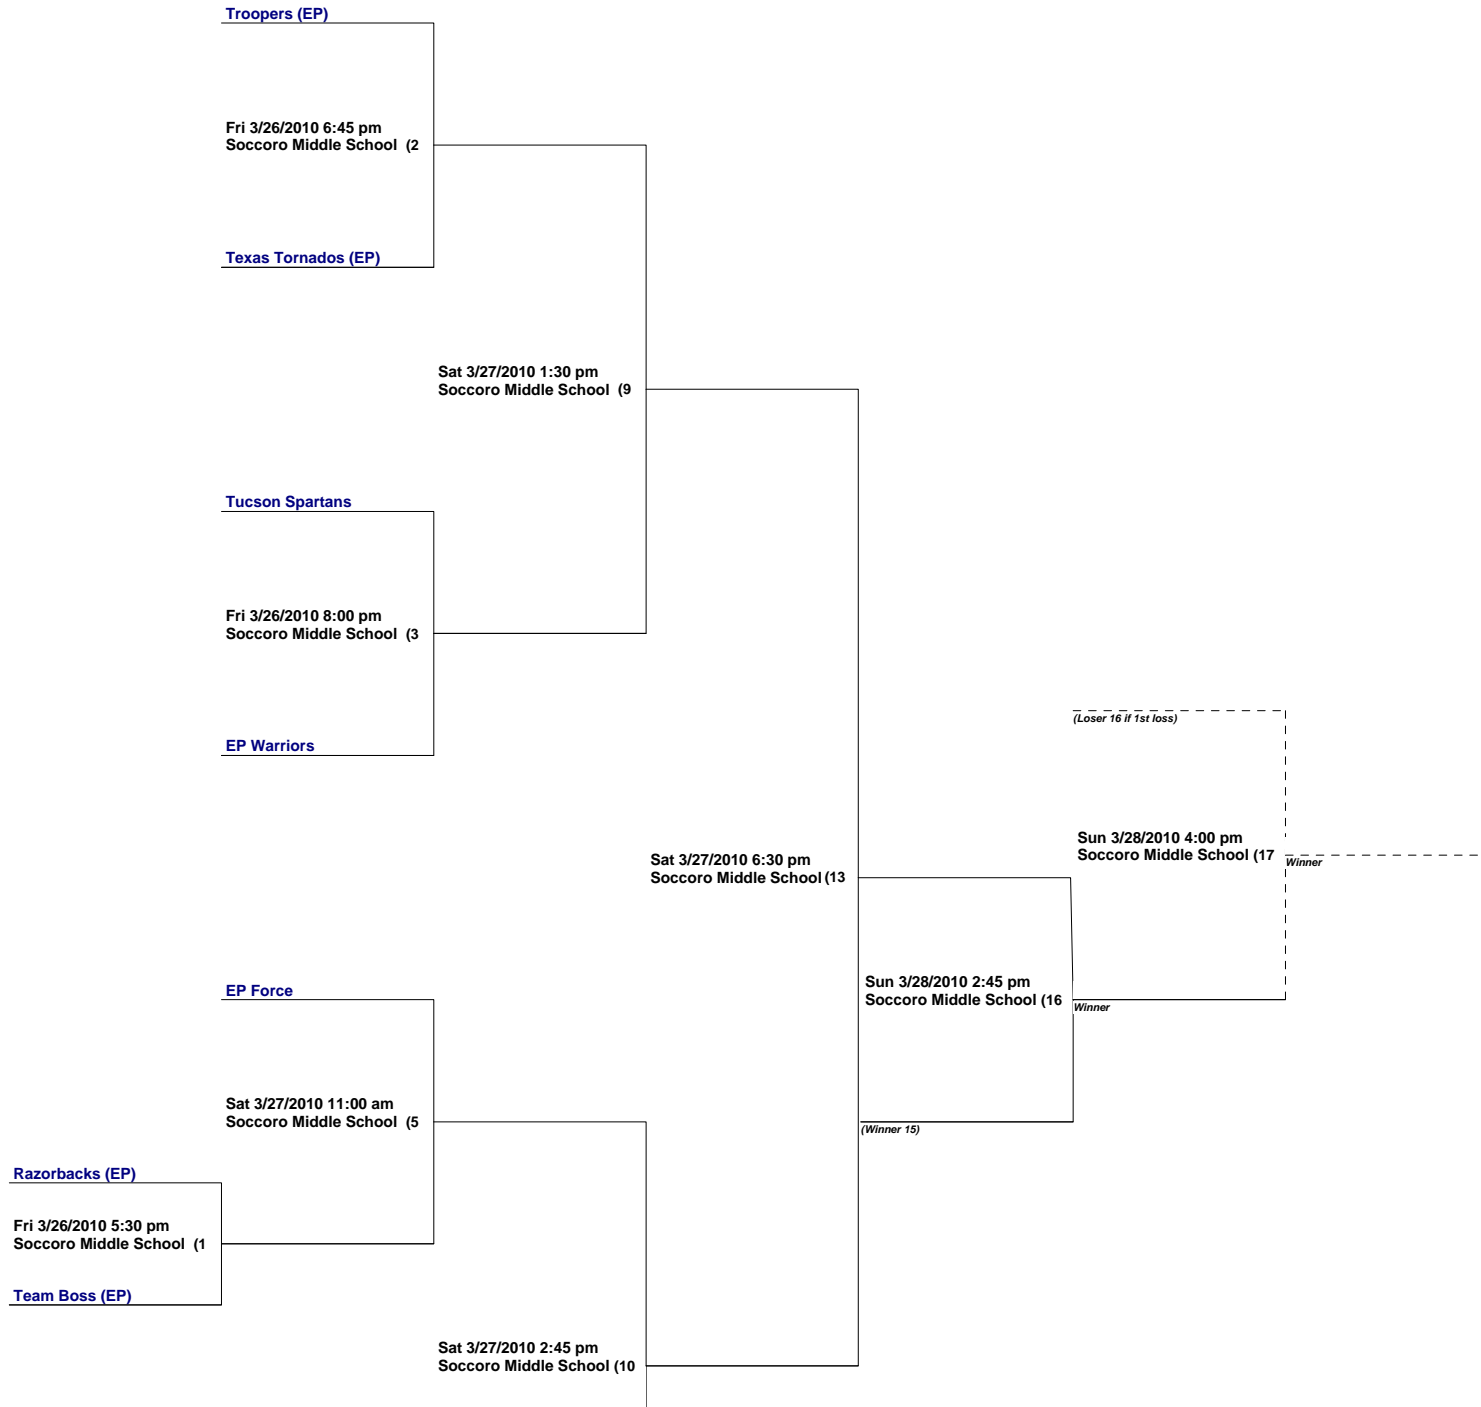 Troopers (EP)
Fri 3/26/2010 6:45 pm
Soccoro Middle School (2
Texas Tornados (EP)
Sat 3/27/2010 1:30 pm
Soccoro Middle School (9
Tucson Spartans
Fri 3/26/2010 8:00 pm
Soccoro Middle School (3
(Loser 16 if 1st loss)
EP Warriors
Sun 3/28/2010 4:00 pm
Soccoro Middle School (17
Winner
Sat 3/27/2010 6:30 pm
Soccoro Middle School (13
Sun 3/28/2010 2:45 pm
Soccoro Middle School (16
Winner
EP Force
Sat 3/27/2010 11:00 am
Soccoro Middle School (5
(Winner 15)
Razorbacks (EP)
Fri 3/26/2010 5:30 pm
Soccoro Middle School (1
Team Boss (EP)
Sat 3/27/2010 2:45 pm
Soccoro Middle School (10